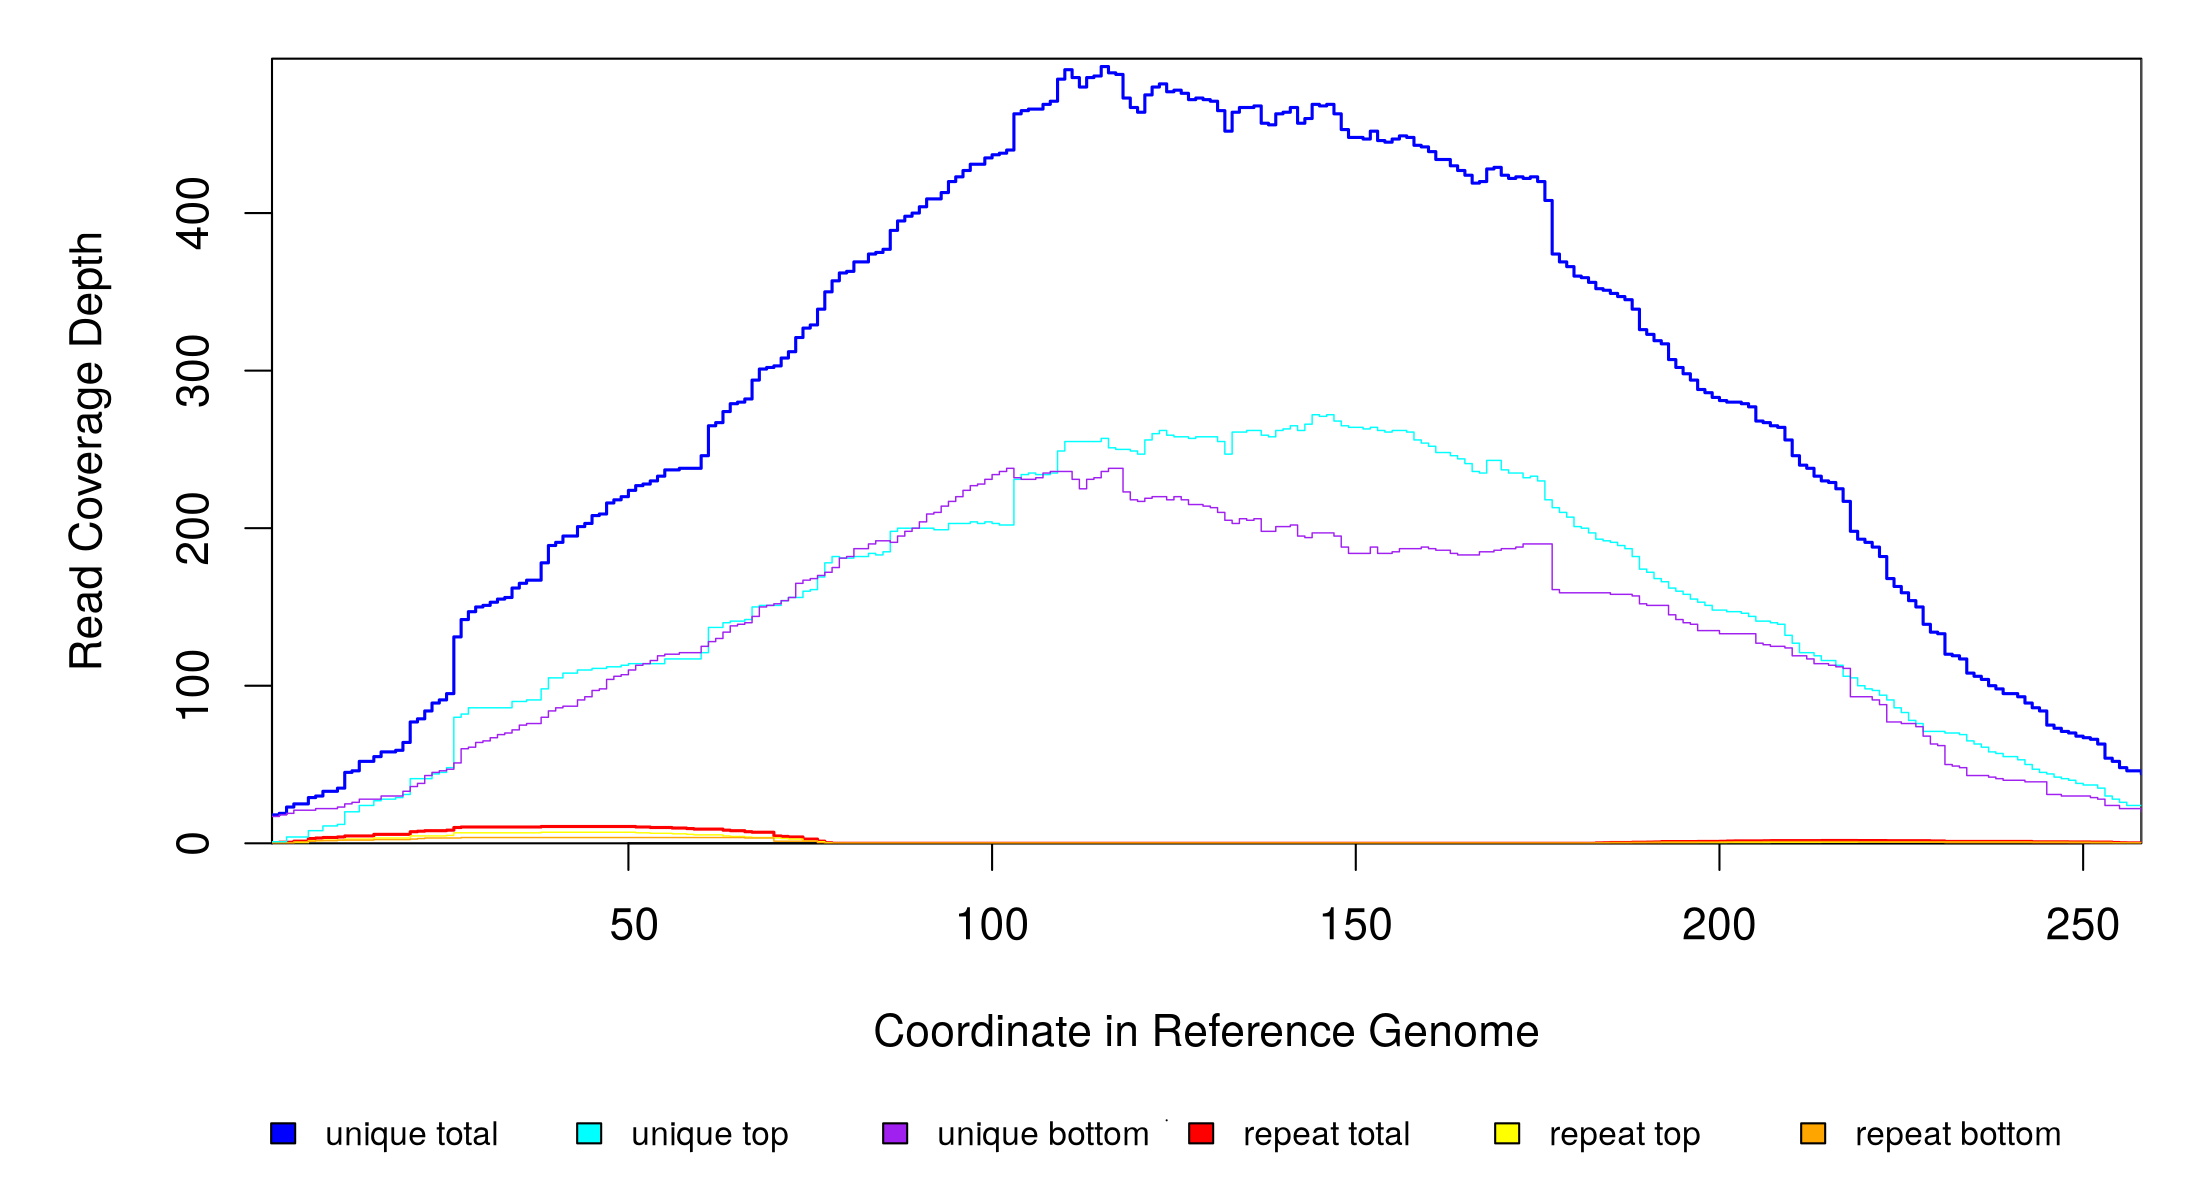 Read Coverage Depth
400
300
200
100
0
50 100 150 200 250
Coordinate in Reference Genome
unique total unique top unique bottom repeat total repeat top repeat bottom